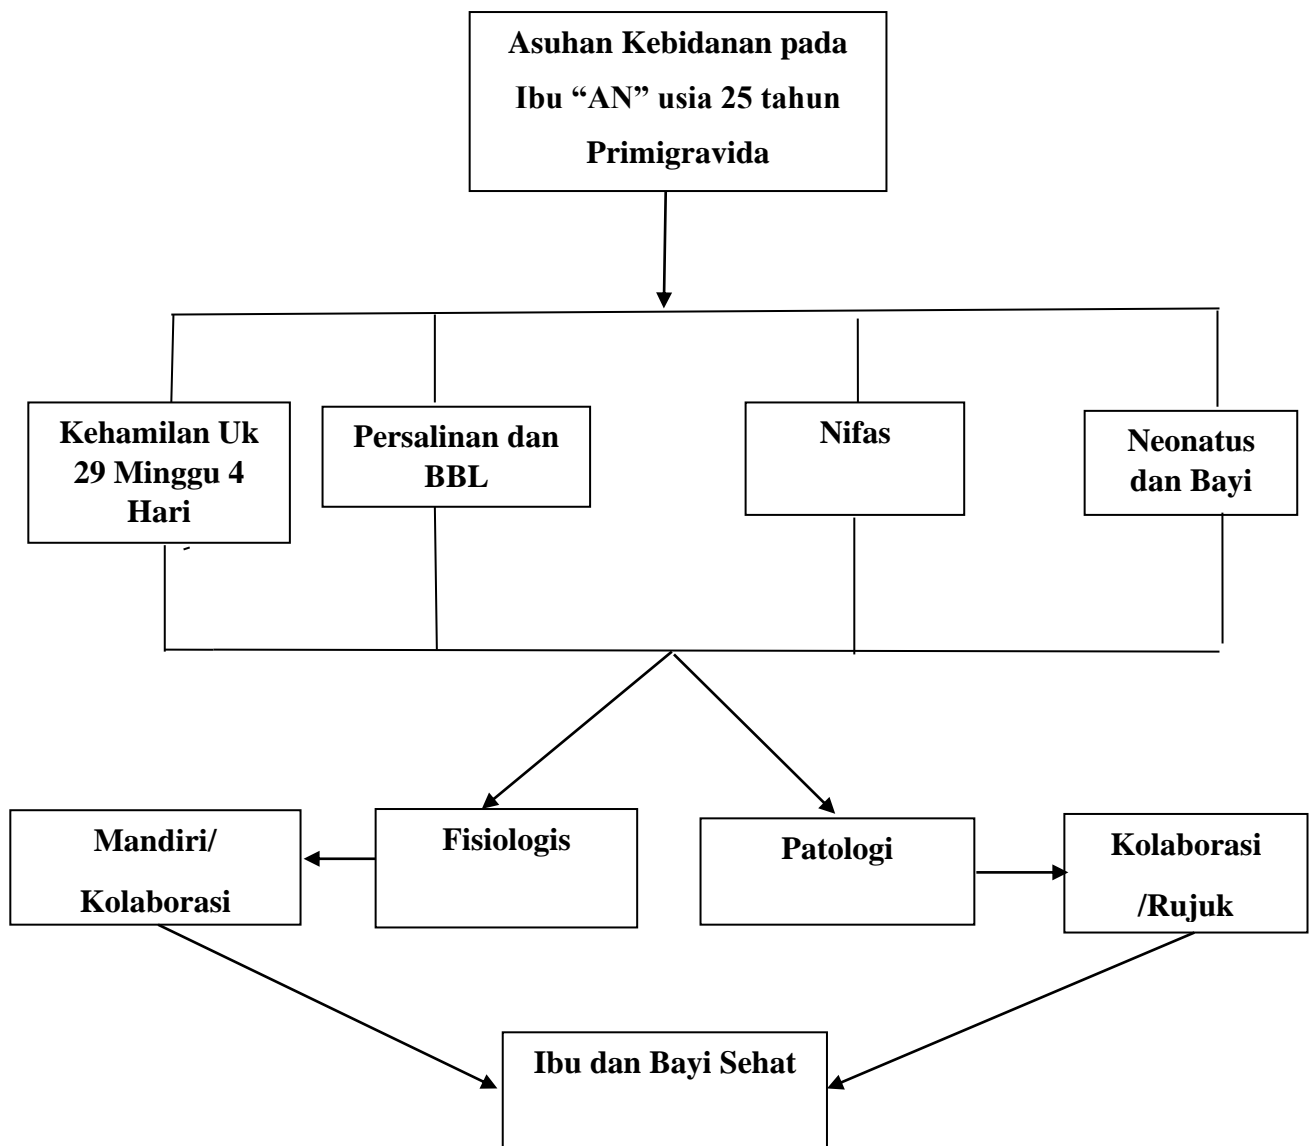 Asuhan Kebidanan pada
Ibu “AN” usia 25 tahun
Primigravida
Kehamilan Uk
29 Minggu 4
Hari
Persalinan dan
BBL
Nifas
Neonatus
dan Bayi
Mandiri/
Kolaborasi
Fisiologis
Patologi
Kolaborasi
/Rujuk
Ibu dan Bayi Sehat